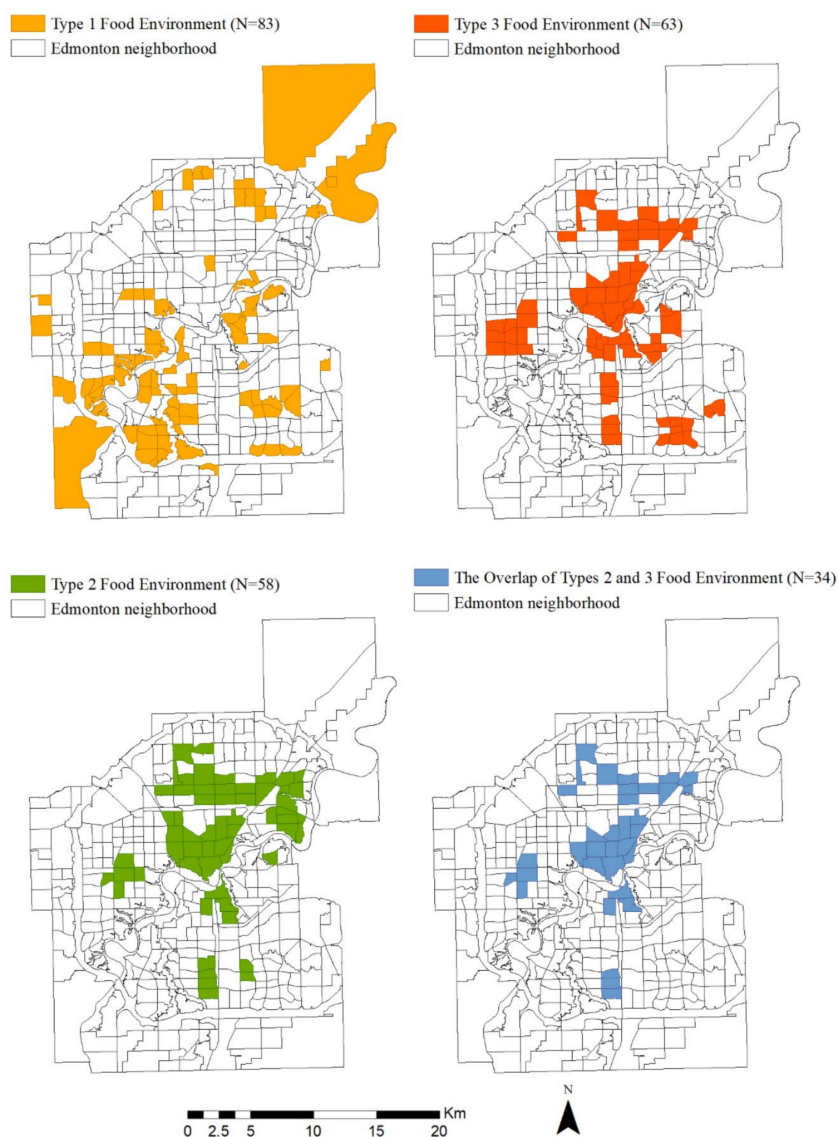 Type 1 Food Environment (N=83)
Edmonton neighborhood
Type 3 Food Environment (N=63)
Edmonton neighborhood
Type 2 Food Environment (N=58)
Edmonton neighborhood
The Overlap of Types 2 and 3 Food Environment (N=34)
Edmonton neighborhood
Km
0 2.5 5 10 15 20
N